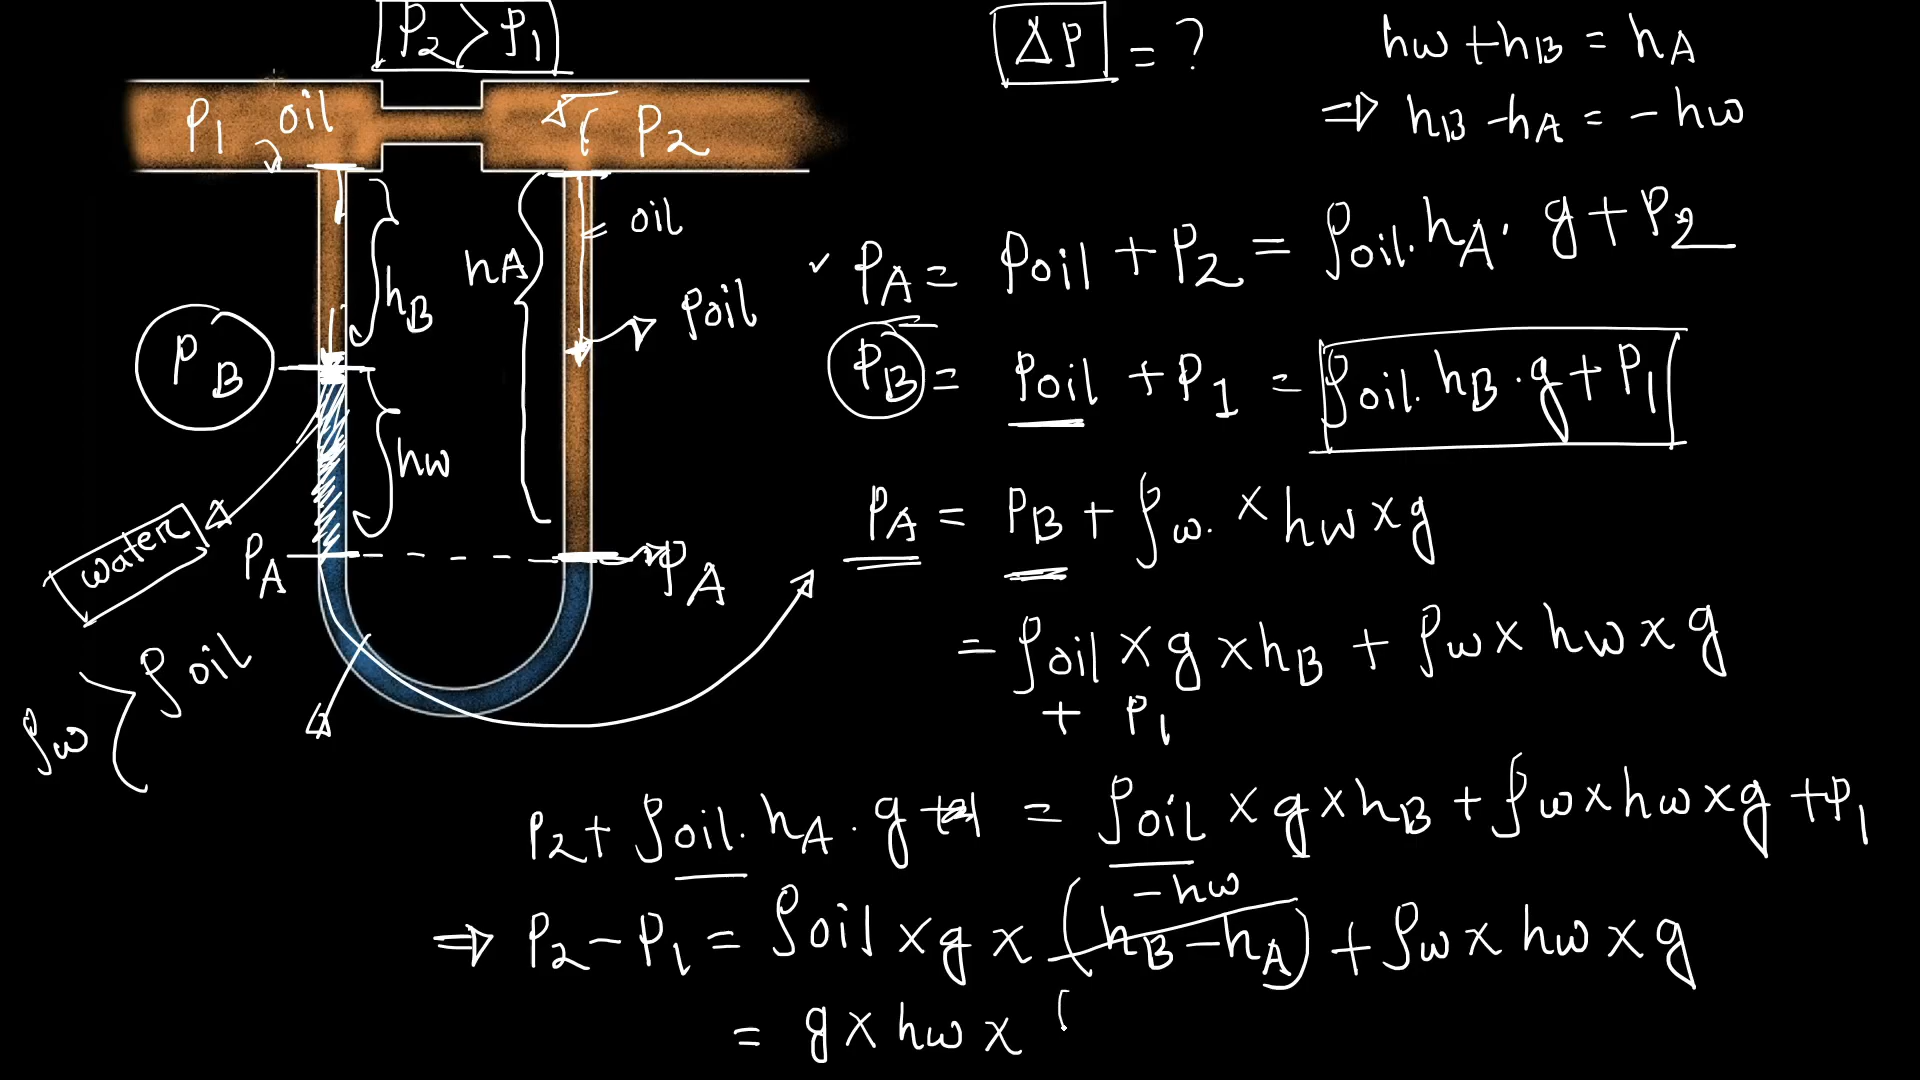 P2 > P1
ΔP = ?
hw + hB = hA
⇒ hB - hA = - hw
P1 oil
P2
oil
hB
hA
Poil
PB
hw
water
PA
PA
ρw } ρoil
✓ PA = Poil + P2 = ρoil. hA. g + P2
PB = Poil + P1 = ρoil. hB . g + P1
PA = PB + ρw. × hw × g
= ρoil × g × hB + ρw × hw × g
+ P1
P2 + ρoil. hA . g = ρoil × g × hB + ρw × hw × g + P1
- hw
⇒ P2 - P1 = ρoil × g × (hB - hA) + ρw × hw × g
= g × hw × (